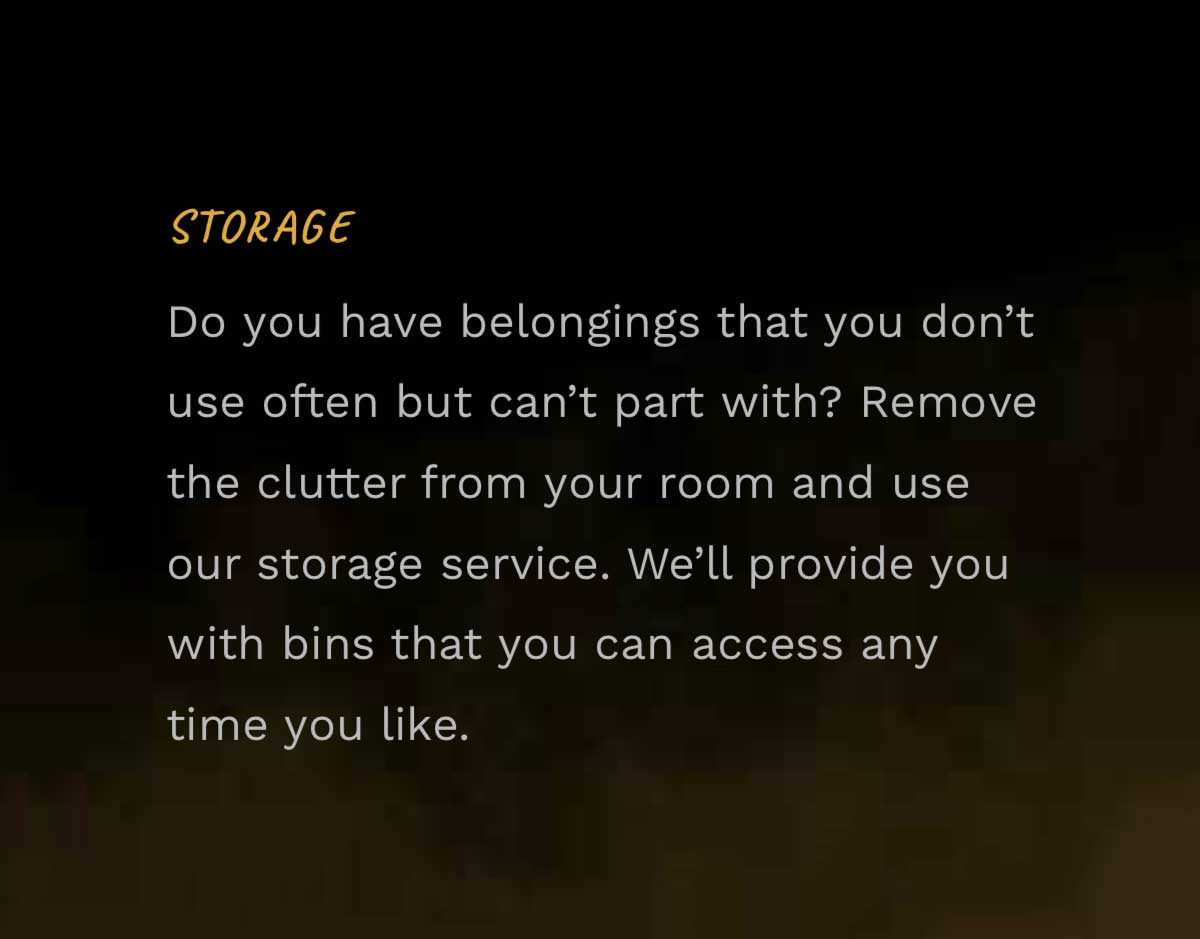 STORAGE
Do you have belongings that you don’t
use often but can’t part with? Remove
the clutter from your room and use
our storage service. We’ll provide you
with bins that you can access any
time you like.